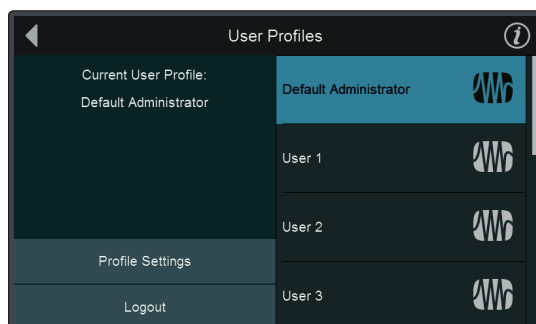 User Profiles
Current User Profile:
Default Administrator
Profile Settings
Logout
Default Administrator
User 1
User 2
User 3